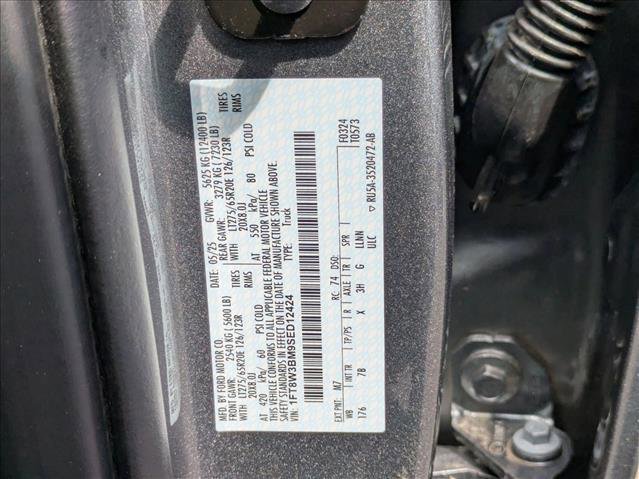 MFD. BY FORD MOTOR CO.
DATE: 05/25 GVWR: 5625 KG (12400 LB)
FRONT GAWR: 2540 KG (5600 LB) REAR GAWR: 3279 KG (7230 LB)
LT275/65R20E 126/123R TIRES WITH LT275/65R20E 126/123R TIRES
20X8.0J RIMS WITH 20X8.0J RIMS
AT 420 kPa/ 60 PSI COLD AT 550 kPa/ 80 PSI COLD
THIS VEHICLE CONFORMS TO ALL APPLICABLE FEDERAL MOTOR VEHICLE
SAFETY STANDARDS IN EFFECT ON THE DATE OF MANUFACTURE SHOWN ABOVE.
VIN: 1FT8W3BM9SED12424 TYPE: Truck
F0324
T0573
EXT PNT: M7 RC: 74 DSO:
WB INT TR TP/PS R AXLE TR SPR
176 7B X 3H G LLNN
ULC
▽ RU5A-3520472-AB